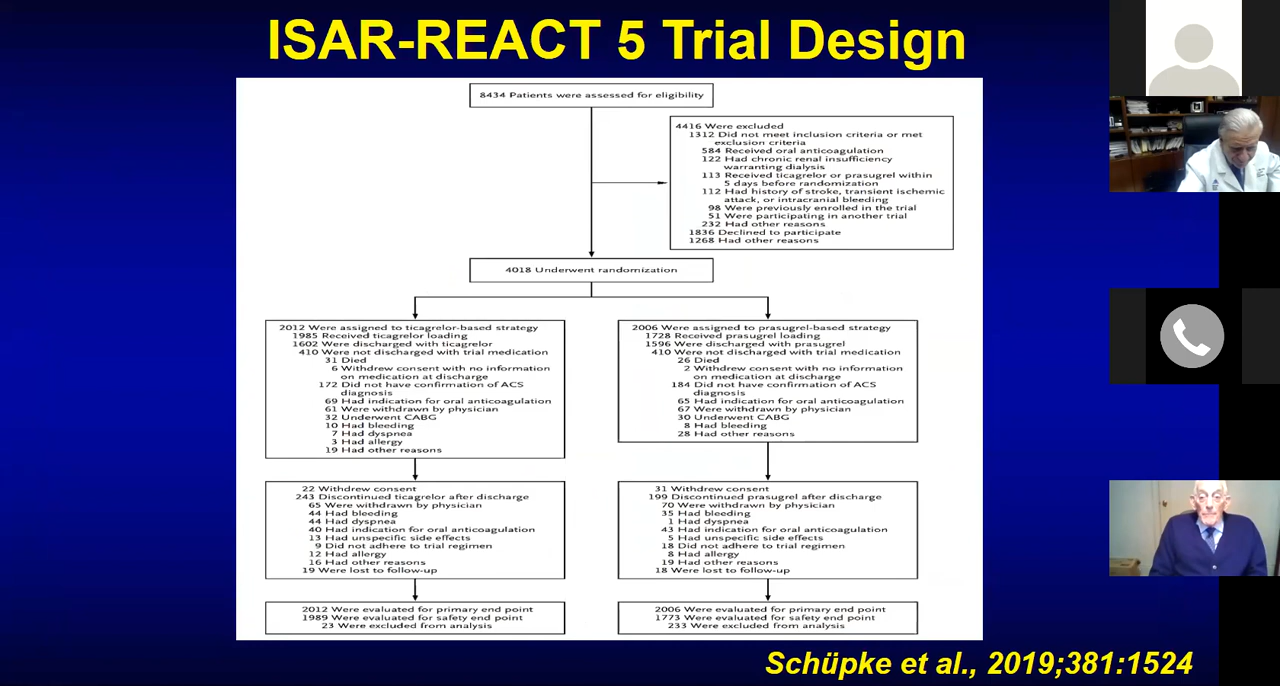 ISAR-REACT 5 Trial Design
8434 Patients were assessed for eligibility
4416 Were excluded
1312 Did not meet inclusion criteria or met
exclusion criteria
584 Received oral anticoagulation
122 Had chronic renal insufficiency
warranting dialysis
113 Received ticagrelor or prasugrel within
5 days before randomization
112 Had history of stroke, transient ischemic
attack, or intracranial bleeding
98 Were previously enrolled in the trial
51 Were participating in another trial
232 Had other reasons
1836 Declined to participate
1268 Had other reasons
4018 Underwent randomization
2012 Were assigned to ticagrelor-based strategy
1985 Received ticagrelor loading
1602 Were discharged with ticagrelor
410 Were not discharged with trial medication
31 Died
6 Withdrew consent with no information
on medication at discharge
172 Did not have confirmation of ACS
diagnosis
69 Had indication for oral anticoagulation
61 Were withdrawn by physician
32 Underwent CABG
10 Had bleeding
7 Had dyspnea
3 Had allergy
19 Had other reasons
2006 Were assigned to prasugrel-based strategy
1728 Received prasugrel loading
1596 Were discharged with prasugrel
410 Were not discharged with trial medication
26 Died
2 Withdrew consent with no information
on medication at discharge
184 Did not have confirmation of ACS
diagnosis
65 Had indication for oral anticoagulation
67 Were withdrawn by physician
30 Underwent CABG
8 Had bleeding
28 Had other reasons
22 Withdrew consent
243 Discontinued ticagrelor after discharge
65 Were withdrawn by physician
44 Had bleeding
44 Had dyspnea
40 Had indication for oral anticoagulation
13 Had unspecific side effects
9 Did not adhere to trial regimen
12 Had allergy
16 Had other reasons
19 Were lost to follow-up
31 Withdrew consent
199 Discontinued prasugrel after discharge
70 Were withdrawn by physician
35 Had bleeding
1 Had dyspnea
43 Had indication for oral anticoagulation
5 Had unspecific side effects
18 Did not adhere to trial regimen
8 Had allergy
19 Had other reasons
18 Were lost to follow-up
2012 Were evaluated for primary end point
1989 Were evaluated for safety end point
23 Were excluded from analysis
2006 Were evaluated for primary end point
1773 Were evaluated for safety end point
233 Were excluded from analysis
Schüpke et al., 2019;381:1524